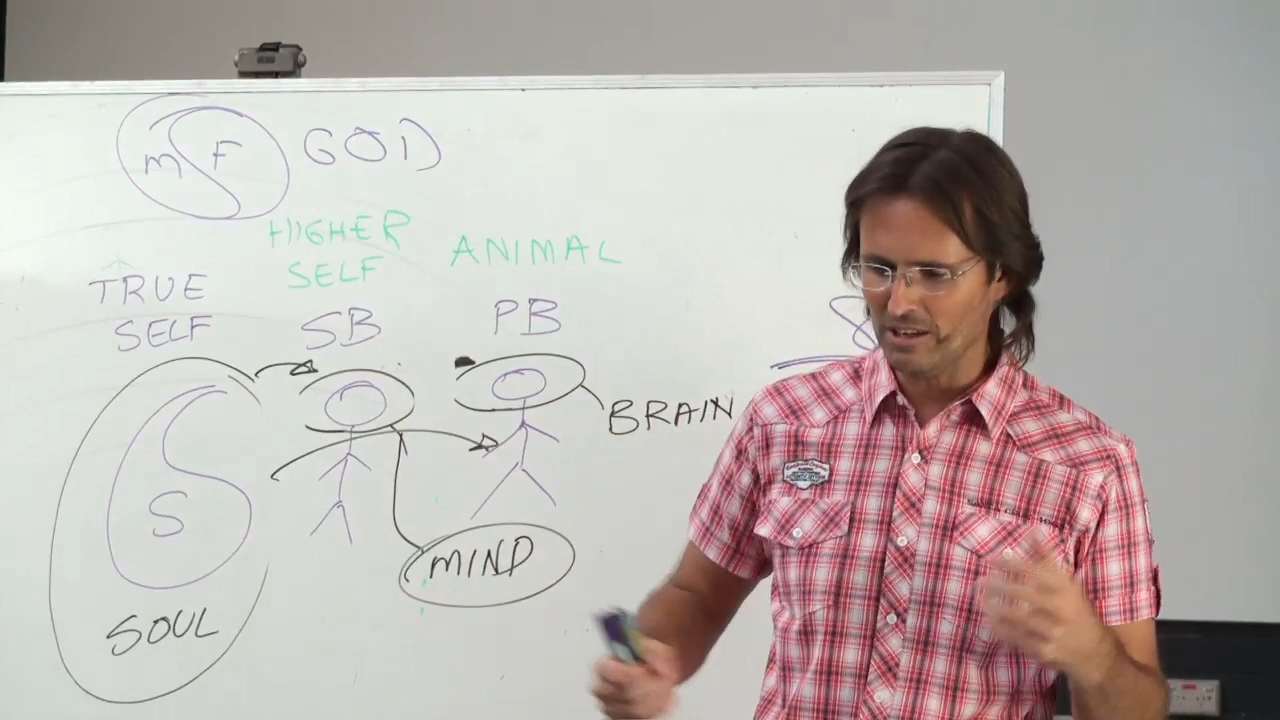 M F GOD
HIGHER
SELF
ANIMAL
TRUE
SELF
SB
PB
BRAIN
S
MIND
SOUL